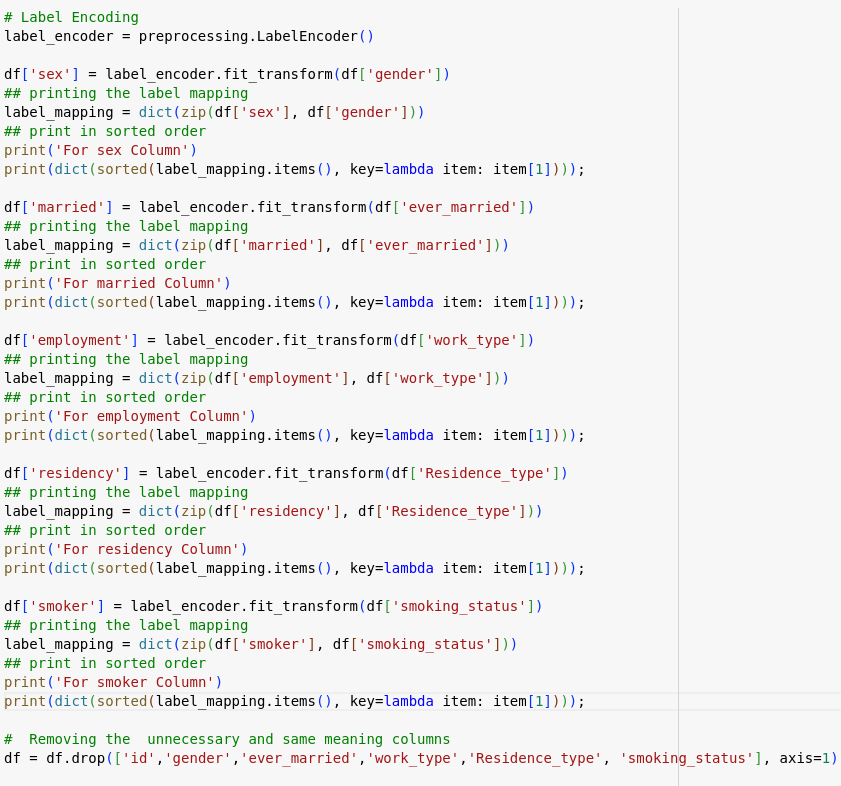 # Label Encoding
label_encoder = preprocessing.LabelEncoder()

df['sex'] = label_encoder.fit_transform(df['gender'])
## printing the label mapping
label_mapping = dict(zip(df['sex'], df['gender']))
## print in sorted order
print('For sex Column')
print(dict(sorted(label_mapping.items(), key=lambda item: item[1])));

df['married'] = label_encoder.fit_transform(df['ever_married'])
## printing the label mapping
label_mapping = dict(zip(df['married'], df['ever_married']))
## print in sorted order
print('For married Column')
print(dict(sorted(label_mapping.items(), key=lambda item: item[1])));

df['employment'] = label_encoder.fit_transform(df['work_type'])
## printing the label mapping
label_mapping = dict(zip(df['employment'], df['work_type']))
## print in sorted order
print('For employment Column')
print(dict(sorted(label_mapping.items(), key=lambda item: item[1])));

df['residency'] = label_encoder.fit_transform(df['Residence_type'])
## printing the label mapping
label_mapping = dict(zip(df['residency'], df['Residence_type']))
## print in sorted order
print('For residency Column')
print(dict(sorted(label_mapping.items(), key=lambda item: item[1])));

df['smoker'] = label_encoder.fit_transform(df['smoking_status'])
## printing the label mapping
label_mapping = dict(zip(df['smoker'], df['smoking_status']))
## print in sorted order
print('For smoker Column')
print(dict(sorted(label_mapping.items(), key=lambda item: item[1])));

#  Removing the  unnecessary and same meaning columns
df = df.drop(['id','gender','ever_married','work_type','Residence_type', 'smoking_status'], axis=1)